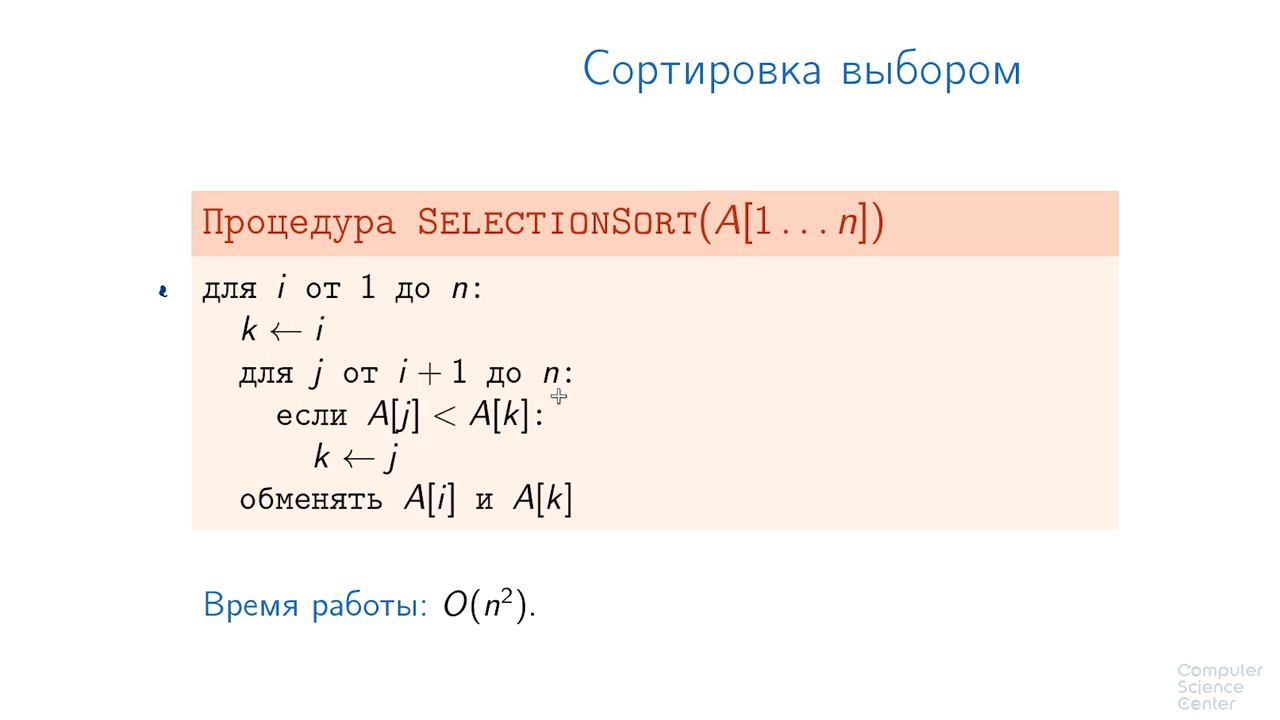 Сортировка выбором
Процедура SELECTIONSORT(A[1 . . . n])
для i от 1 до n:
k ← i
для j от i + 1 до n:
если A[j] < A[k]:
k ← j
обменять A[i] и A[k]
Время работы: O(n²).
Computer
Science
Center